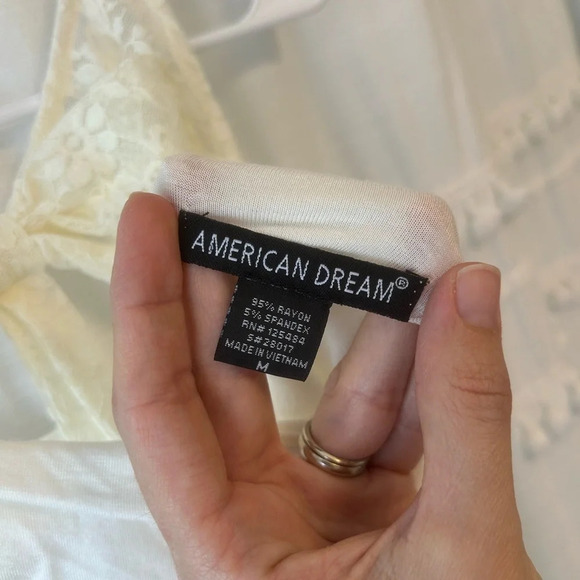 AMERICAN DREAM®
95% RAYON
5% SPANDEX
RN# 125484
S#28017
MADE IN VIETNAM
M